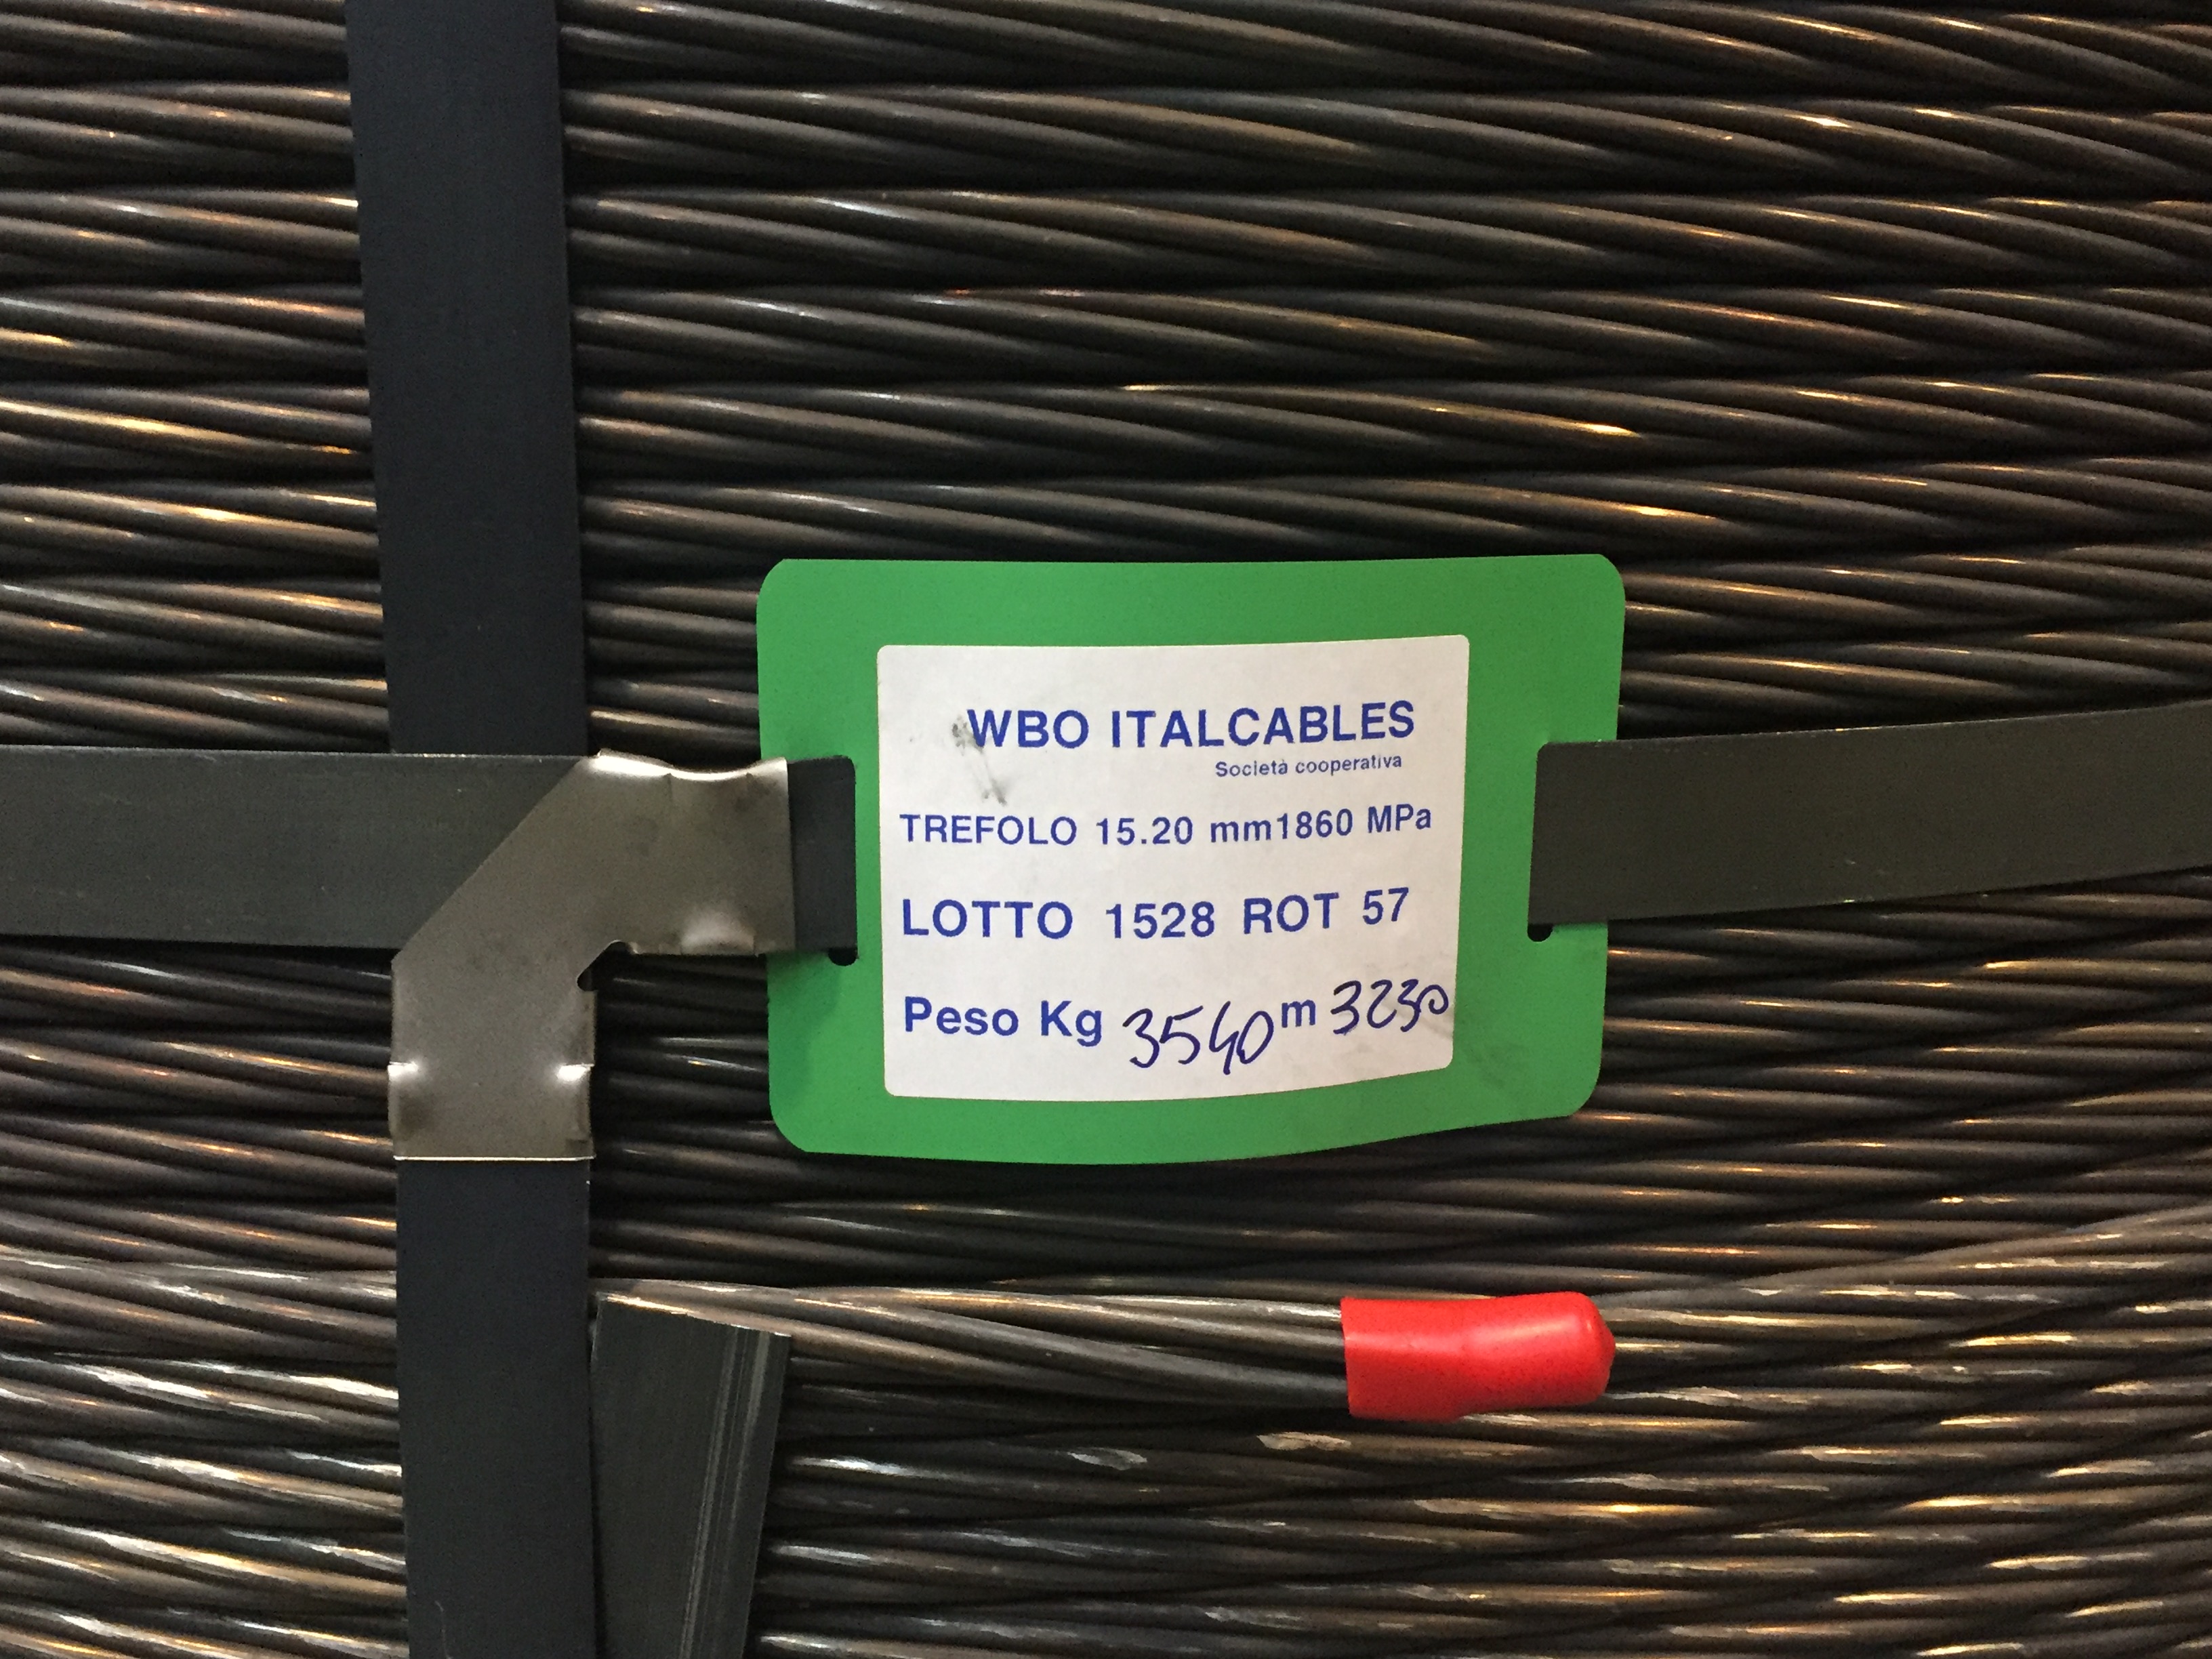 WBO ITALCABLES
Società cooperativa
TREFOLO 15.20 mm1860 MPa
LOTTO 1528 ROT 57
Peso Kg 3540 m 3230